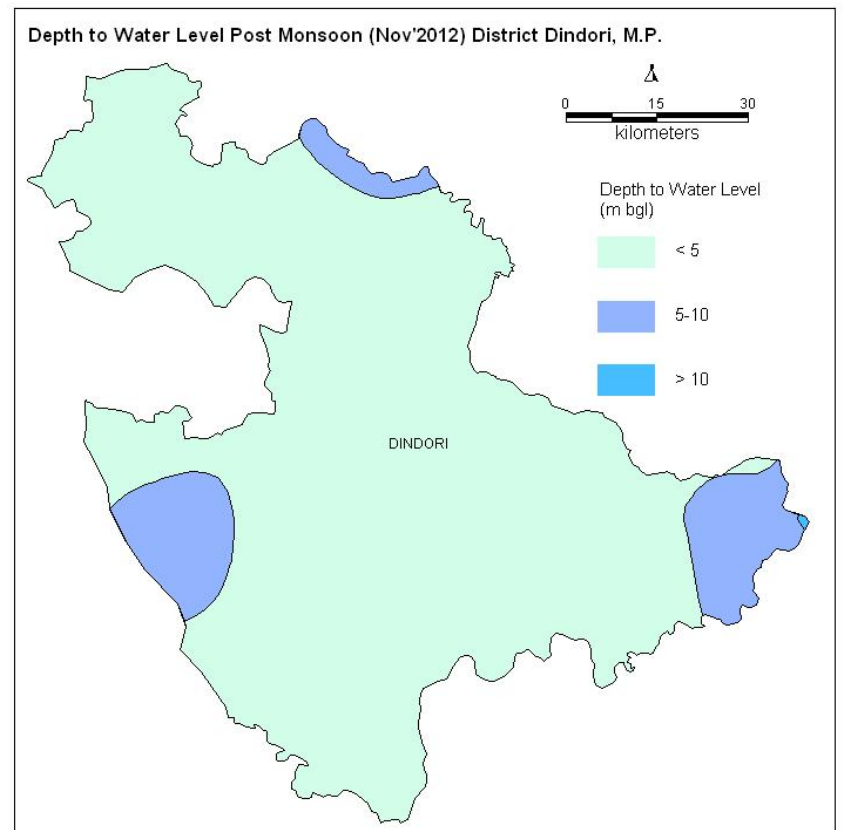 Depth to Water Level Post Monsoon (Nov'2012) District Dindori, M.P.
0 15 30
kilometers
Depth to Water Level
(m bgl)
< 5
5-10
> 10
DINDORI